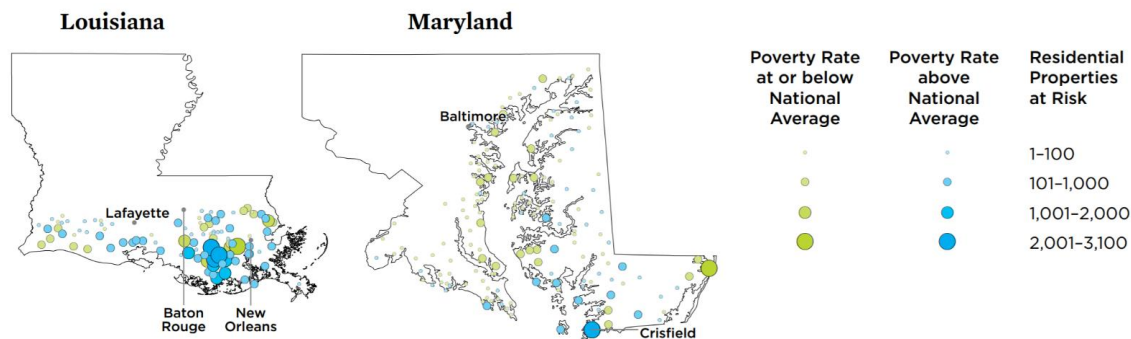 Louisiana
Maryland
Lafayette
Baton
Rouge
New
Orleans
Baltimore
Crisfield
Poverty Rate
at or below
National
Average
Poverty Rate
above
National
Average
Residential
Properties
at Risk
1–100
101–1,000
1,001–2,000
2,001–3,100